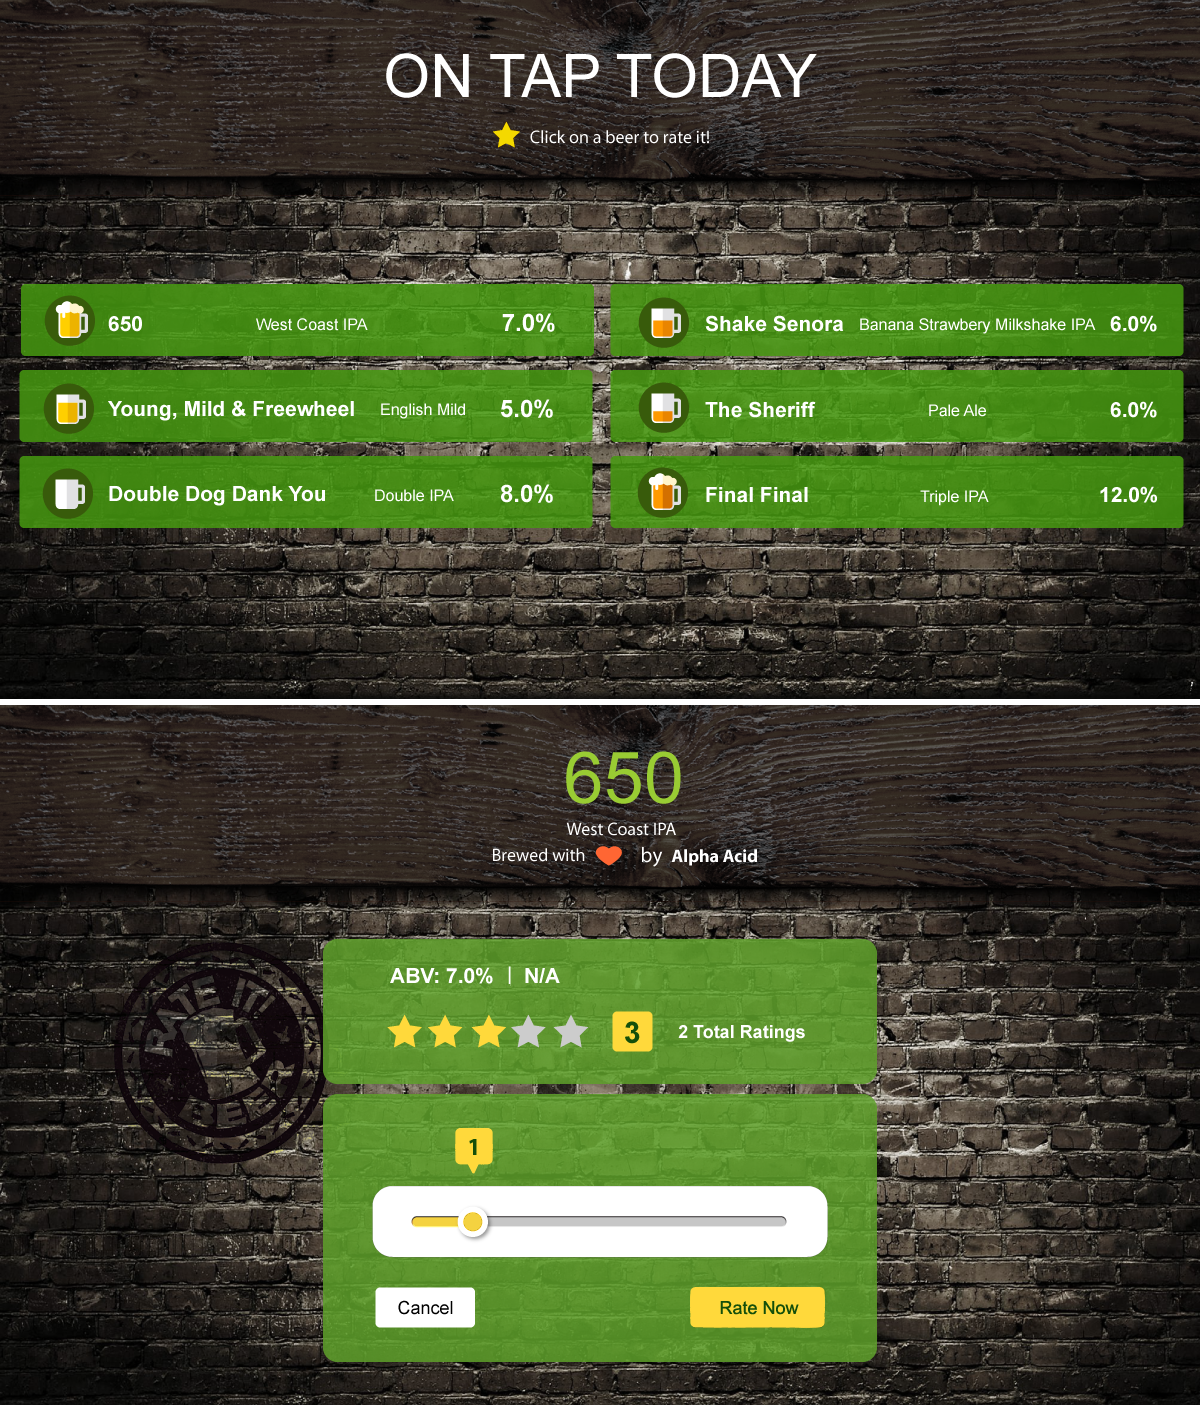 ON TAP TODAY
Click on a beer to rate it!
650 West Coast IPA 7.0%
Shake Senora Banana Strawbery Milkshake IPA 6.0%
Young, Mild & Freewheel English Mild 5.0%
The Sheriff Pale Ale 6.0%
Double Dog Dank You Double IPA 8.0%
Final Final Triple IPA 12.0%
650
West Coast IPA
Brewed with by Alpha Acid
RATE IT!
BEER
ABV: 7.0% | N/A
3 2 Total Ratings
1
Cancel Rate Now